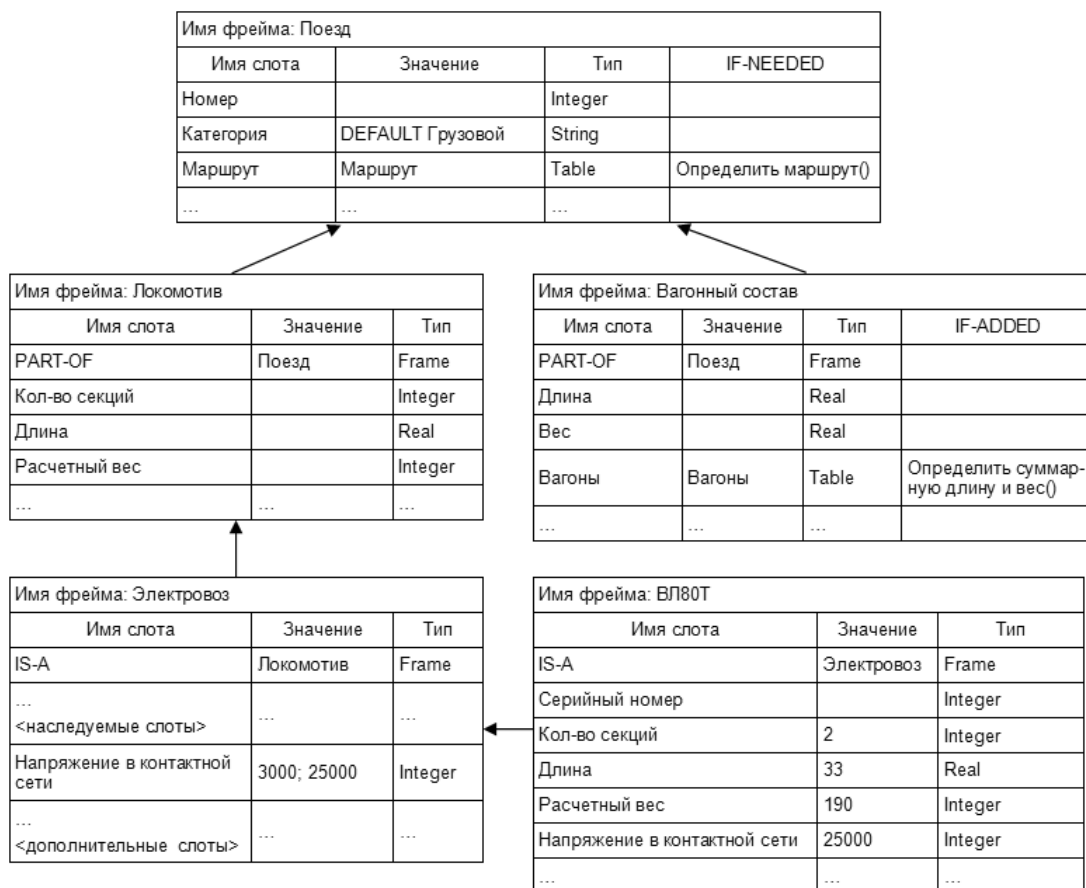 Имя фрейма: Поезд
Имя слота Значение Тип IF-NEEDED
Номер Integer
Категория DEFAULT Грузовой String
Маршрут Маршрут Table Определить маршрут()
... ... ...
Имя фрейма: Локомотив
Имя слота Значение Тип
PART-OF Поезд Frame
Кол-во секций Integer
Длина Real
Расчетный вес Integer
... ... ...
Имя фрейма: Вагонный состав
Имя слота Значение Тип IF-ADDED
PART-OF Поезд Frame
Длина Real
Вес Real
Вагоны Вагоны Table Определить суммар-
ную длину и вес()
... ... ...
Имя фрейма: Электровоз
Имя слота Значение Тип
IS-A Локомотив Frame
... ... ...
<наследуемые слоты>
Напряжение в контактной
сети 3000; 25000 Integer
... ... ...
<дополнительные слоты>
Имя фрейма: ВЛ80Т
Имя слота Значение Тип
IS-A Электровоз Frame
Серийный номер Integer
Кол-во секций 2 Integer
Длина 33 Real
Расчетный вес 190 Integer
Напряжение в контактной сети 25000 Integer
... ... ...